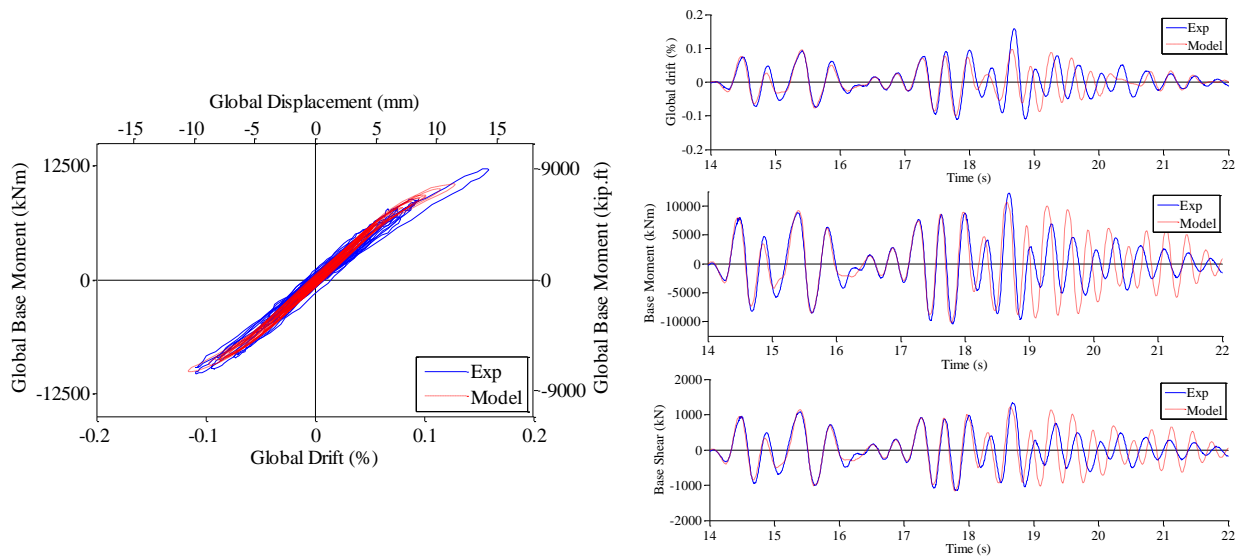 Global Displacement (mm)
-15 -10 -5 0 5 10 15
Global Base Moment (kNm)
12500
0
-12500
9000
0
-9000
Global Base Moment (kip.ft)
Exp
Model
-0.2 -0.1 0 0.1 0.2
Global Drift (%)
Global drift (%)
0.2
0.1
0
-0.1
-0.2
Exp
Model
14 15 16 17 18 19 20 21 22
Time (s)
Base Moment (kNm)
10000
5000
0
-5000
-10000
Exp
Model
14 15 16 17 18 19 20 21 22
Time (s)
Base Shear (kN)
2000
1000
0
-1000
-2000
Exp
Model
14 15 16 17 18 19 20 21 22
Time (s)